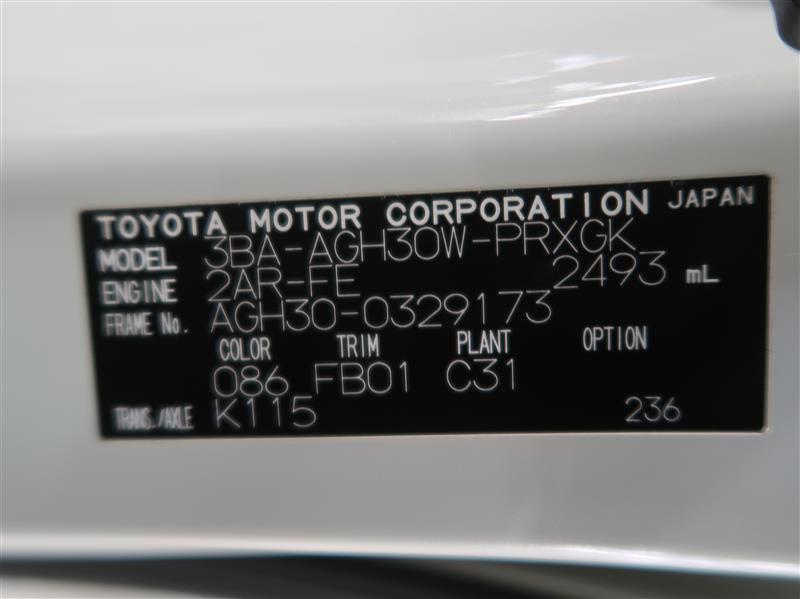 TOYOTA MOTOR CORPORATION JAPAN
MODEL 3BA-AGH30W-PRXGK
ENGINE 2AR-FE 2493 mL
FRAME No. AGH30-0329173
COLOR TRIM PLANT OPTION
086 FB01 C31
TRANS./AXLE K115 236